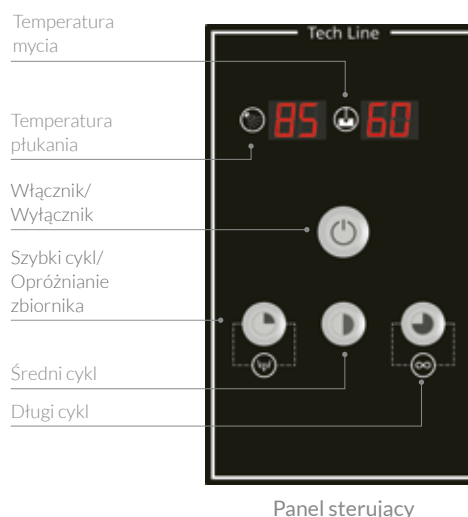 Temperatura
mycia
Tech Line
85 60
Temperatura
płukania
Włącznik/
Wyłącznik
Szybki cykl/
Opróżnianie
zbiornika
Średni cykl
Długi cykl
Panel sterujący